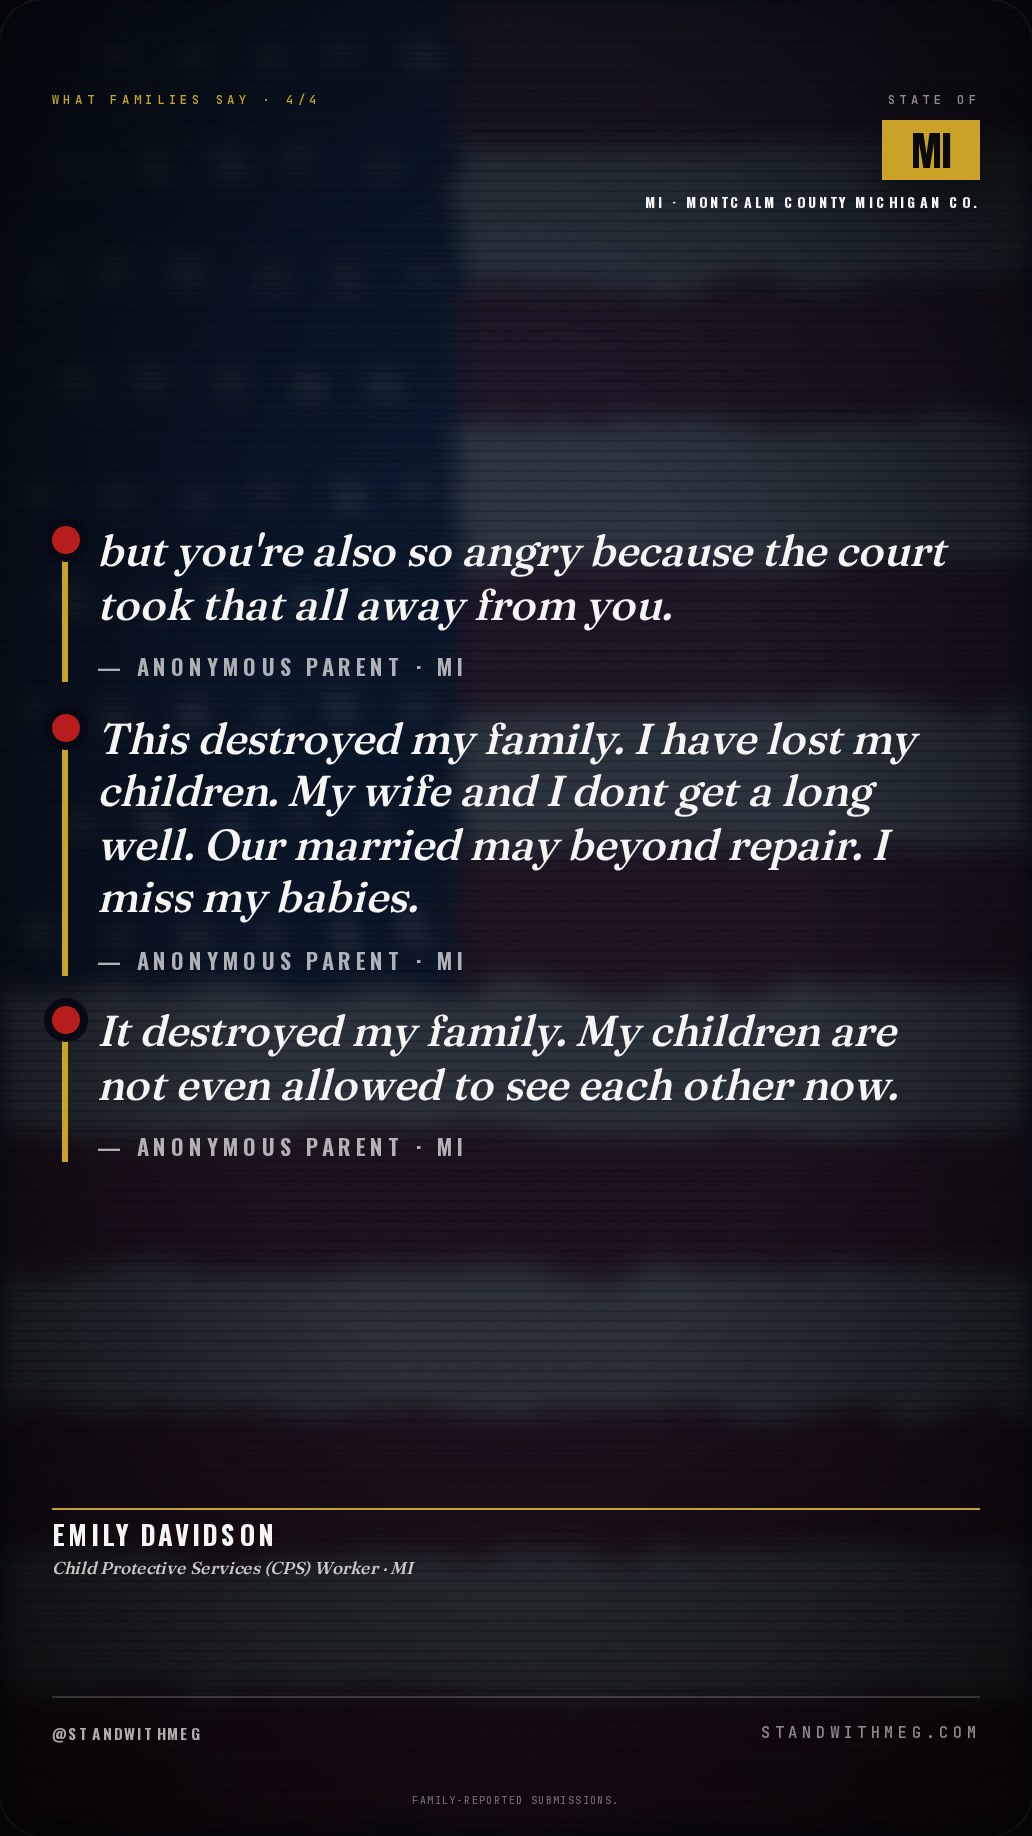 WHAT FAMILIES SAY · 4/4
STATE OF
MI
MI · MONTCALM COUNTY MICHIGAN CO.
but you're also so angry because the court
took that all away from you.
— ANONYMOUS PARENT · MI
This destroyed my family. I have lost my
children. My wife and I dont get a long
well. Our married may beyond repair. I
miss my babies.
— ANONYMOUS PARENT · MI
It destroyed my family. My children are
not even allowed to see each other now.
— ANONYMOUS PARENT · MI
EMILY DAVIDSON
Child Protective Services (CPS) Worker · MI
@STANDWITHMEG
STANDWITHMEG.COM
FAMILY-REPORTED SUBMISSIONS.